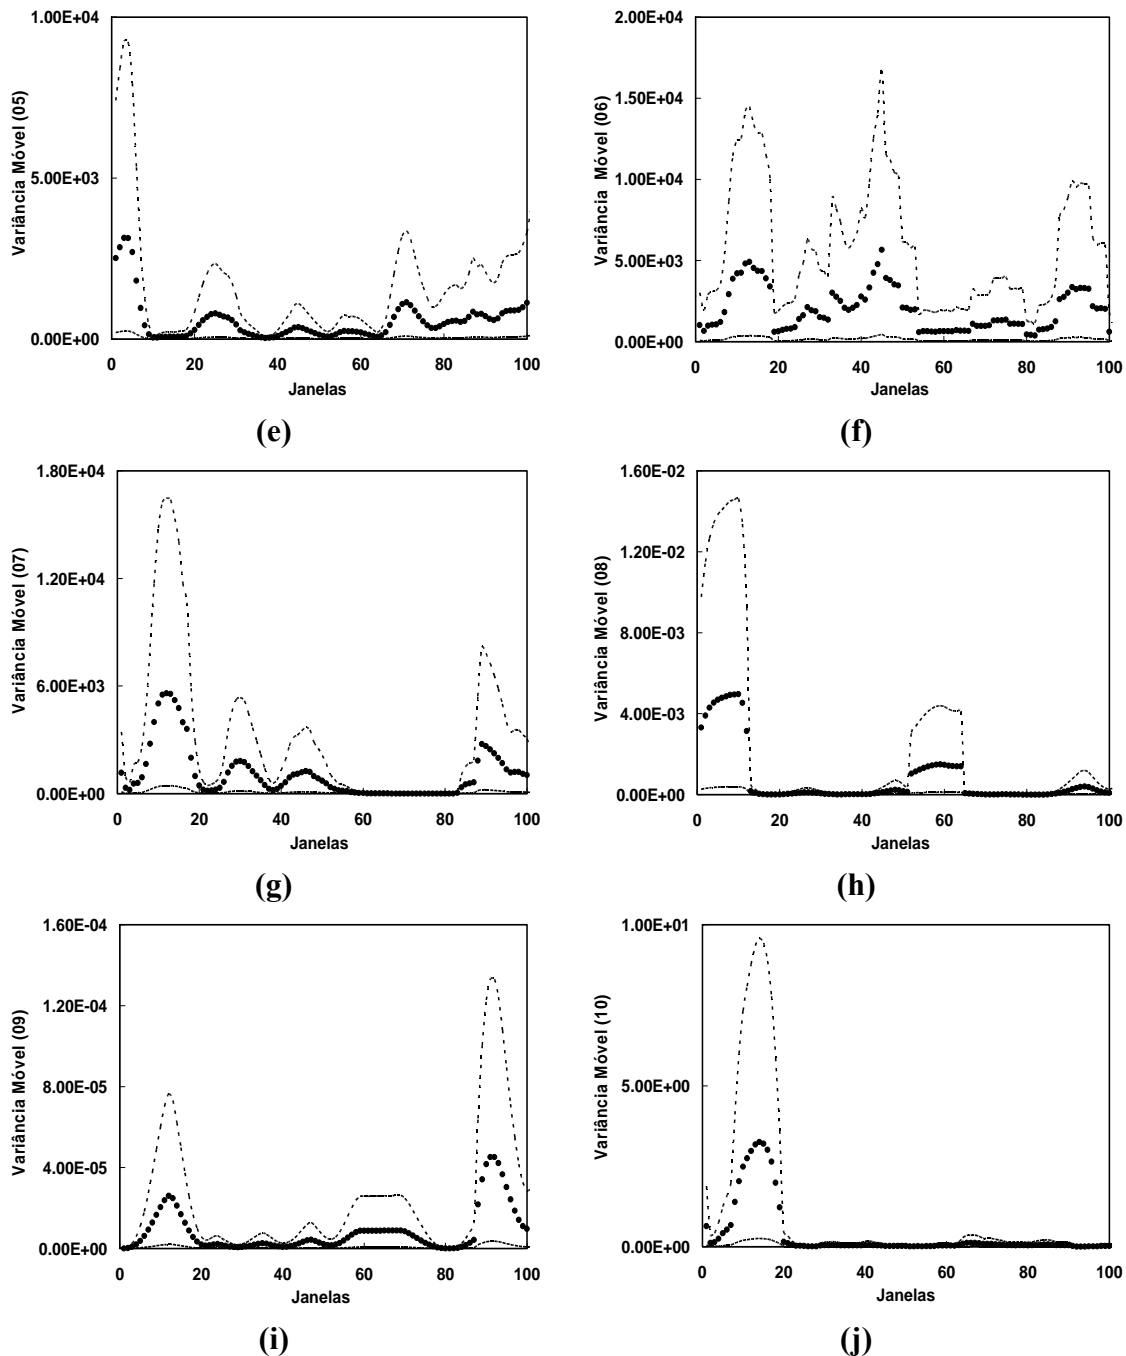 1.00E+04
5.00E+03
0.00E+00
0 20 40 60 80 100
Janelas
Variância Móvel (05)
(e)
2.00E+04
1.50E+04
1.00E+04
5.00E+03
0.00E+00
0 20 40 60 80 100
Janelas
Variância Móvel (06)
(f)
1.80E+04
1.20E+04
6.00E+03
0.00E+00
0 20 40 60 80 100
Janelas
Variância Móvel (07)
(g)
1.60E-02
1.20E-02
8.00E-03
4.00E-03
0.00E+00
0 20 40 60 80 100
Janelas
Variância Móvel (08)
(h)
1.60E-04
1.20E-04
8.00E-05
4.00E-05
0.00E+00
0 20 40 60 80 100
Janelas
Variância Móvel (09)
(i)
1.00E+01
5.00E+00
0.00E+00
0 20 40 60 80 100
Janelas
Variância Móvel (10)
(j)